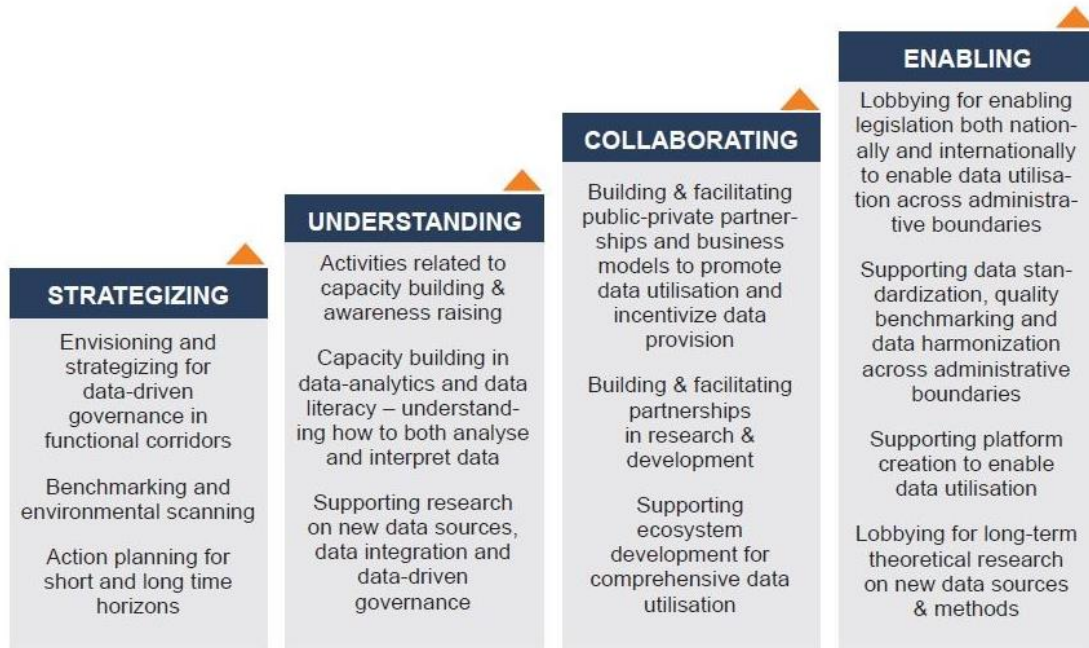 STRATEGIZING
Envisioning and
strategizing for
data-driven
governance in
functional corridors
Benchmarking and
environmental scanning
Action planning for
short and long time
horizons
UNDERSTANDING
Activities related to
capacity building &
awareness raising
Capacity building in
data-analytics and data
literacy – understand-
ing how to both analyse
and interpret data
Supporting research
on new data sources,
data integration and
data-driven
governance
COLLABORATING
Building & facilitating
public-private partner-
ships and business
models to promote
data utilisation and
incentivize data
provision
Building & facilitating
partnerships
in research &
development
Supporting
ecosystem
development for
comprehensive data
utilisation
ENABLING
Lobbying for enabling
legislation both nation-
ally and internationally
to enable data utilisa-
tion across administra-
tive boundaries
Supporting data stan-
dardization, quality
benchmarking and
data harmonization
across administrative
boundaries
Supporting platform
creation to enable
data utilisation
Lobbying for long-term
theoretical research
on new data sources
& methods